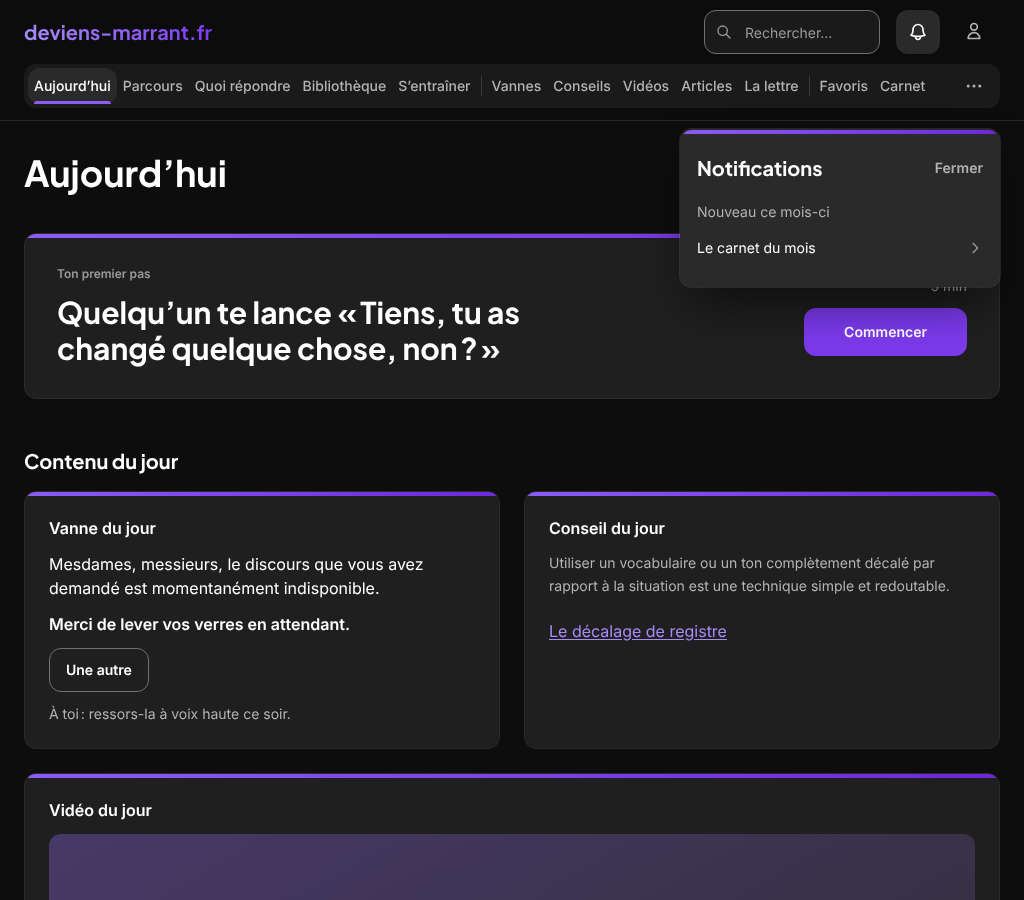 deviens-marrant.fr
Rechercher...
Aujourd’hui Parcours Quoi répondre Bibliothèque S’entraîner Vannes Conseils Vidéos Articles La lettre Favoris Carnet
Aujourd’hui
Notifications
Fermer
Nouveau ce mois-ci
Le carnet du mois
Ton premier pas
Quelqu’un te lance « Tiens, tu as
changé quelque chose, non ? »
Commencer
Contenu du jour
Vanne du jour
Mesdames, messieurs, le discours que vous avez
demandé est momentanément indisponible.
Merci de lever vos verres en attendant.
Une autre
À toi : ressors-la à voix haute ce soir.
Conseil du jour
Utiliser un vocabulaire ou un ton complètement décalé par
rapport à la situation est une technique simple et redoutable.
Le décalage de registre
Vidéo du jour